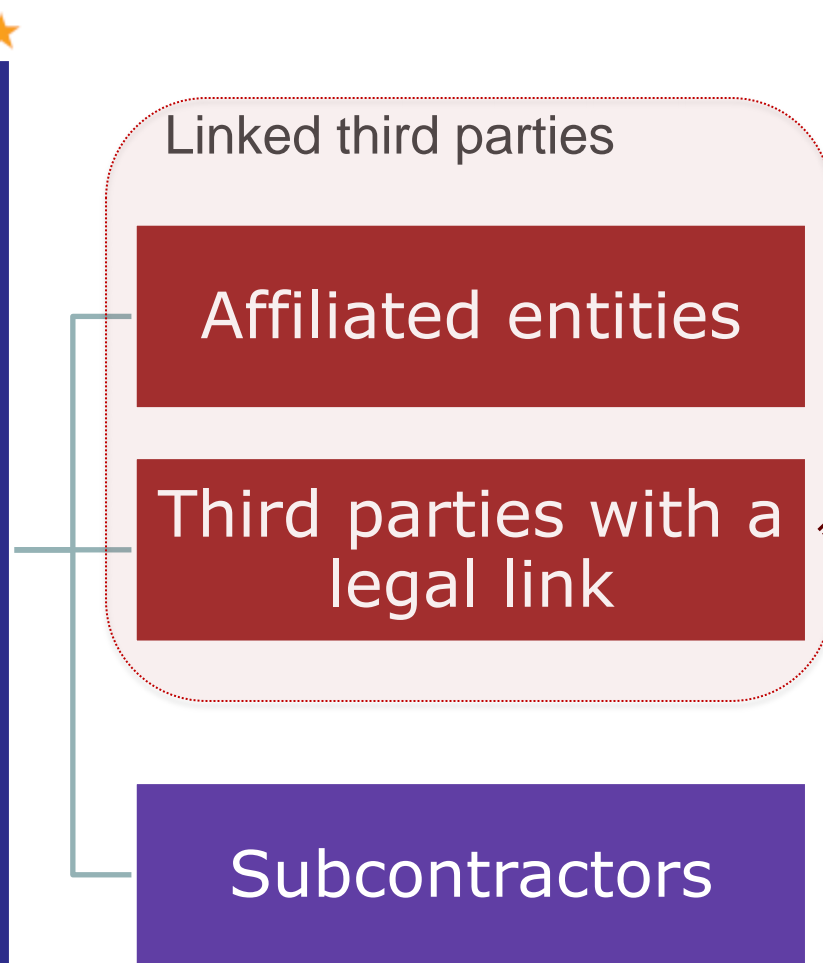 Linked third parties
Affiliated entities
Third parties with a
legal link
Subcontractors